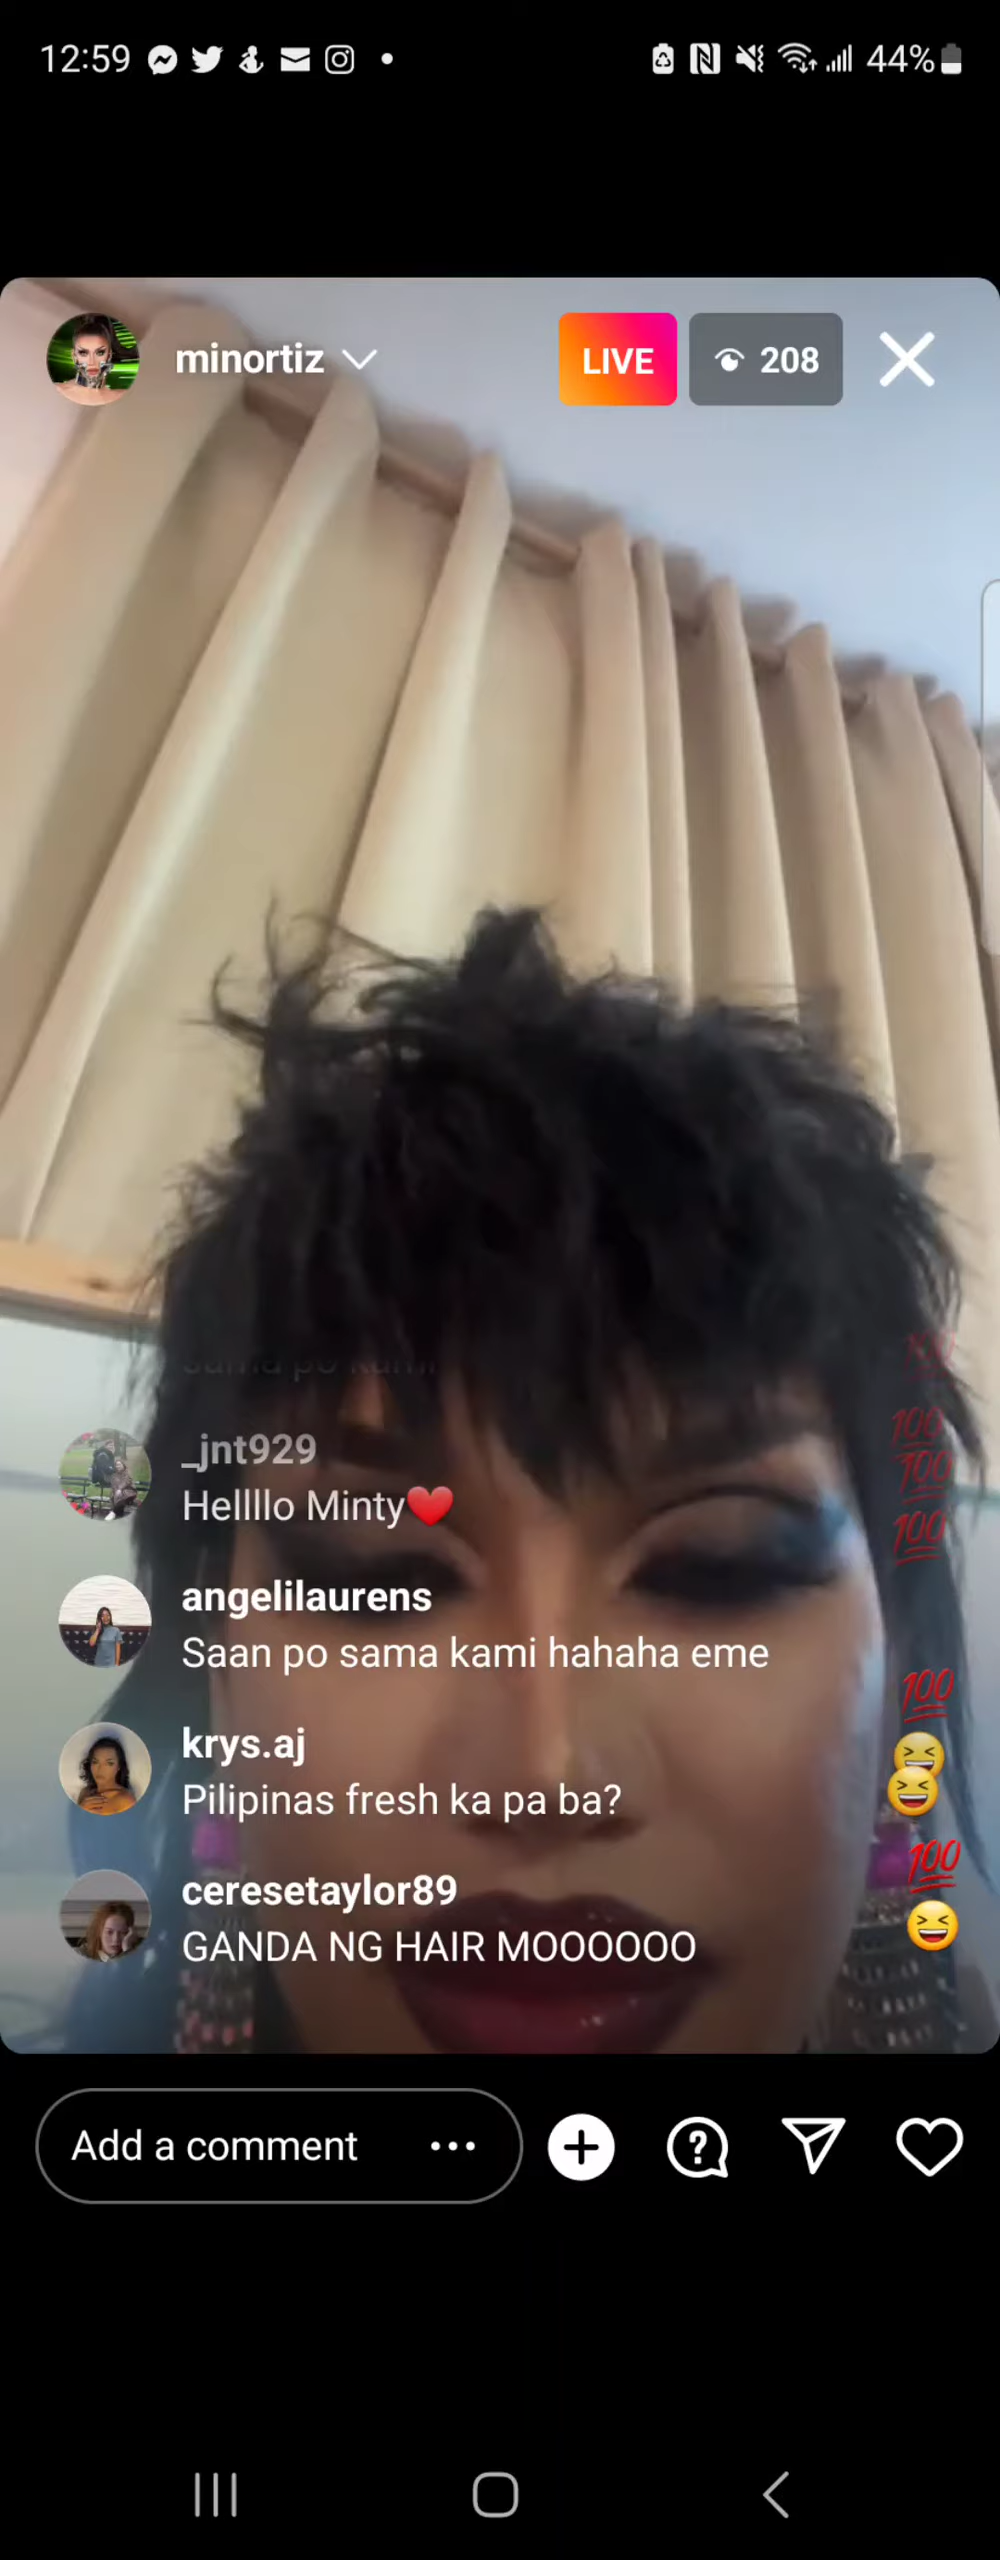 12:59
44%
minortiz
LIVE
208
_jnt929
Hellllo Minty❤️
angelilaurens
Saan po sama kami hahaha eme
krys.aj
Pilipinas fresh ka pa ba?
ceresetaylor89
GANDA NG HAIR MOOOOOO
Add a comment